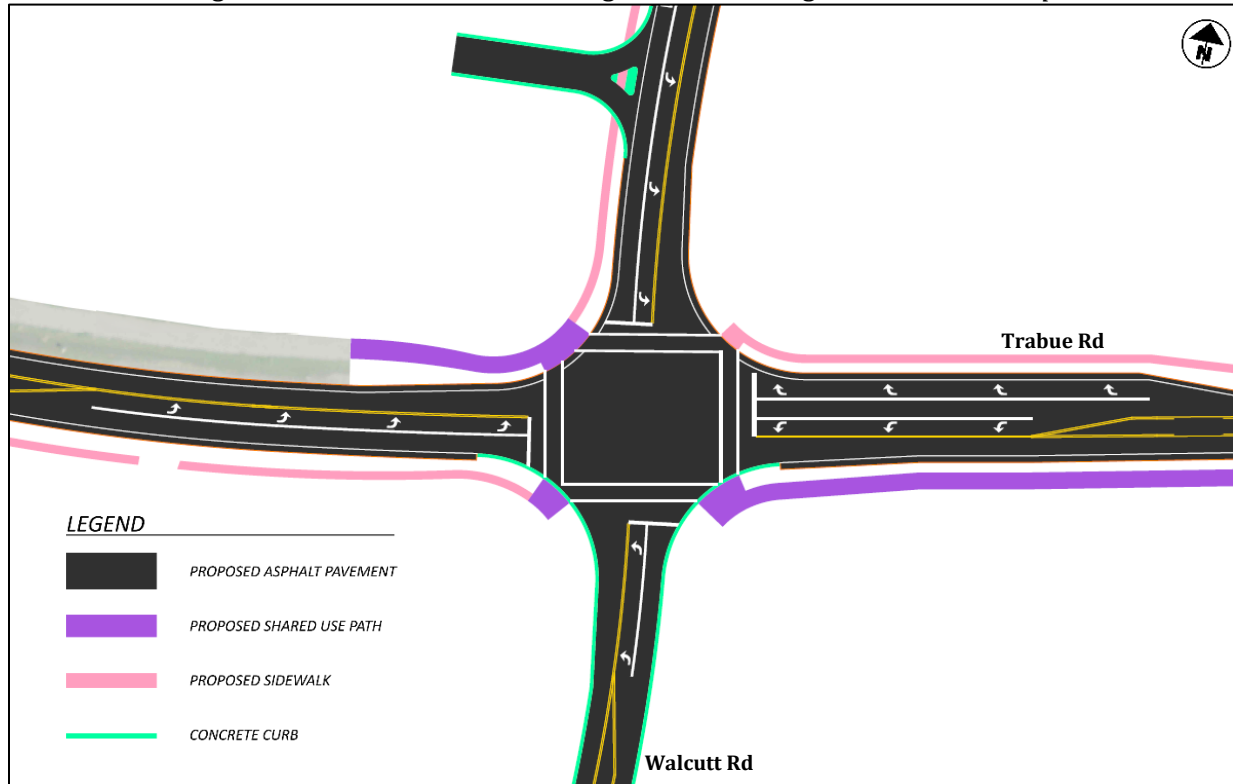 N
Trabue Rd
LEGEND
PROPOSED ASPHALT PAVEMENT
PROPOSED SHARED USE PATH
PROPOSED SIDEWALK
CONCRETE CURB
Walcutt Rd